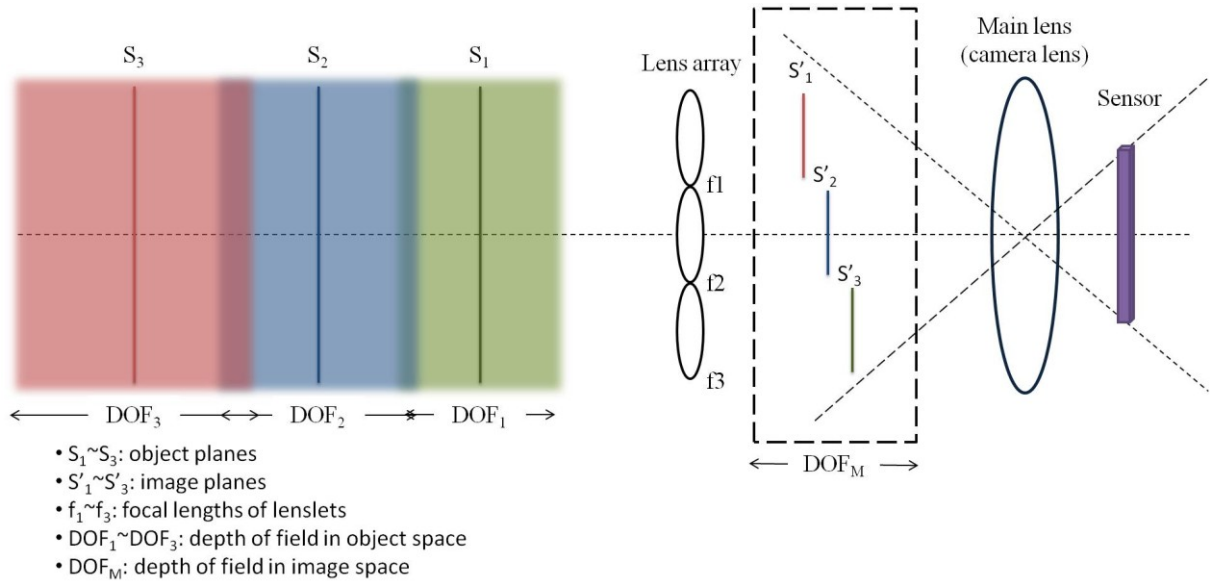 S₃
S₂
S₁
Lens array
S'₁
Main lens
(camera lens)
Sensor
f1
S'₂
f2
S'₃
f3
DOF₃
DOF₂
DOF₁
DOF_M
• S₁~S₃: object planes
• S'₁~S'₃: image planes
• f₁~f₃: focal lengths of lenslets
• DOF₁~DOF₃: depth of field in object space
• DOF_M: depth of field in image space